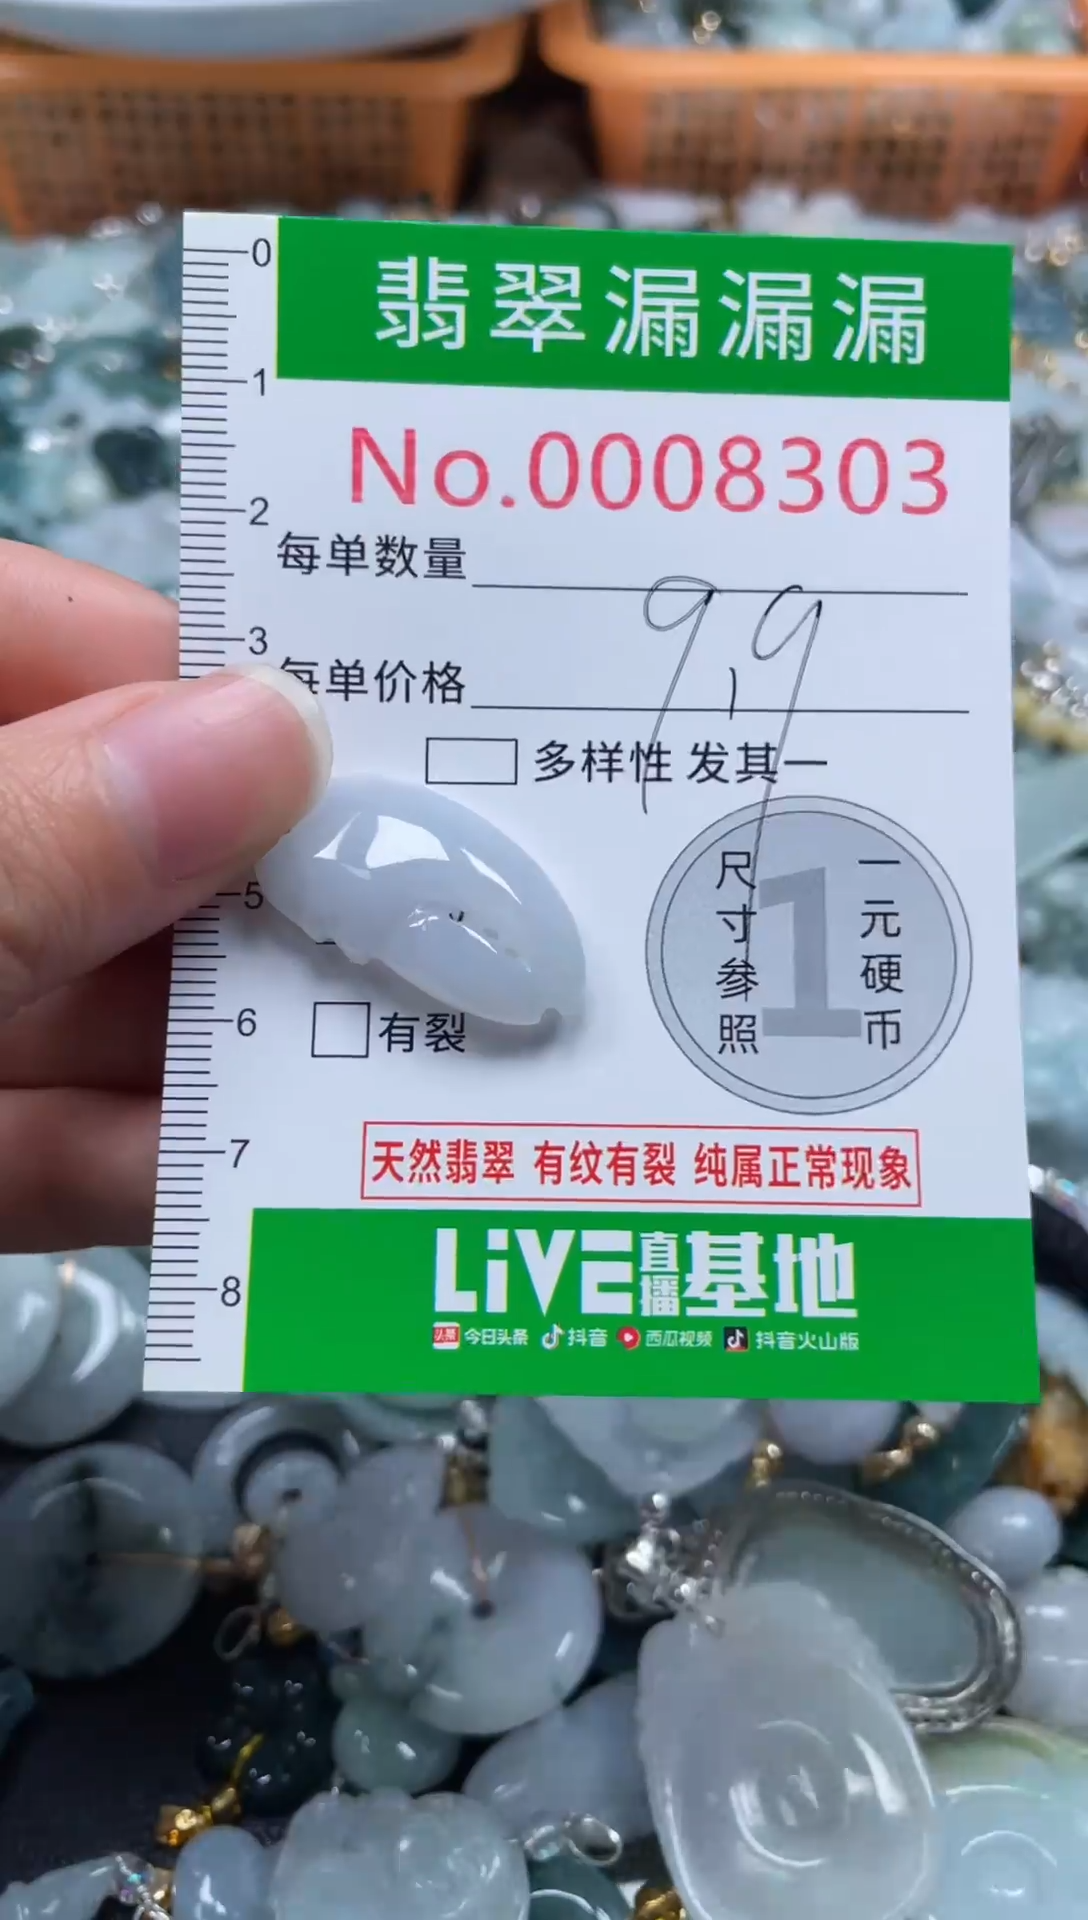 翡翠漏漏漏
No.0008303
每单数量
9.9
每单价格
多样性 发其一
尺寸参照
一元硬币
1
有裂
天然翡翠 有纹有裂 纯属正常现象
LiVE直播基地
头条 今日头条 抖音 西瓜视频 抖音火山版
0
1
2
3
5
6
7
8